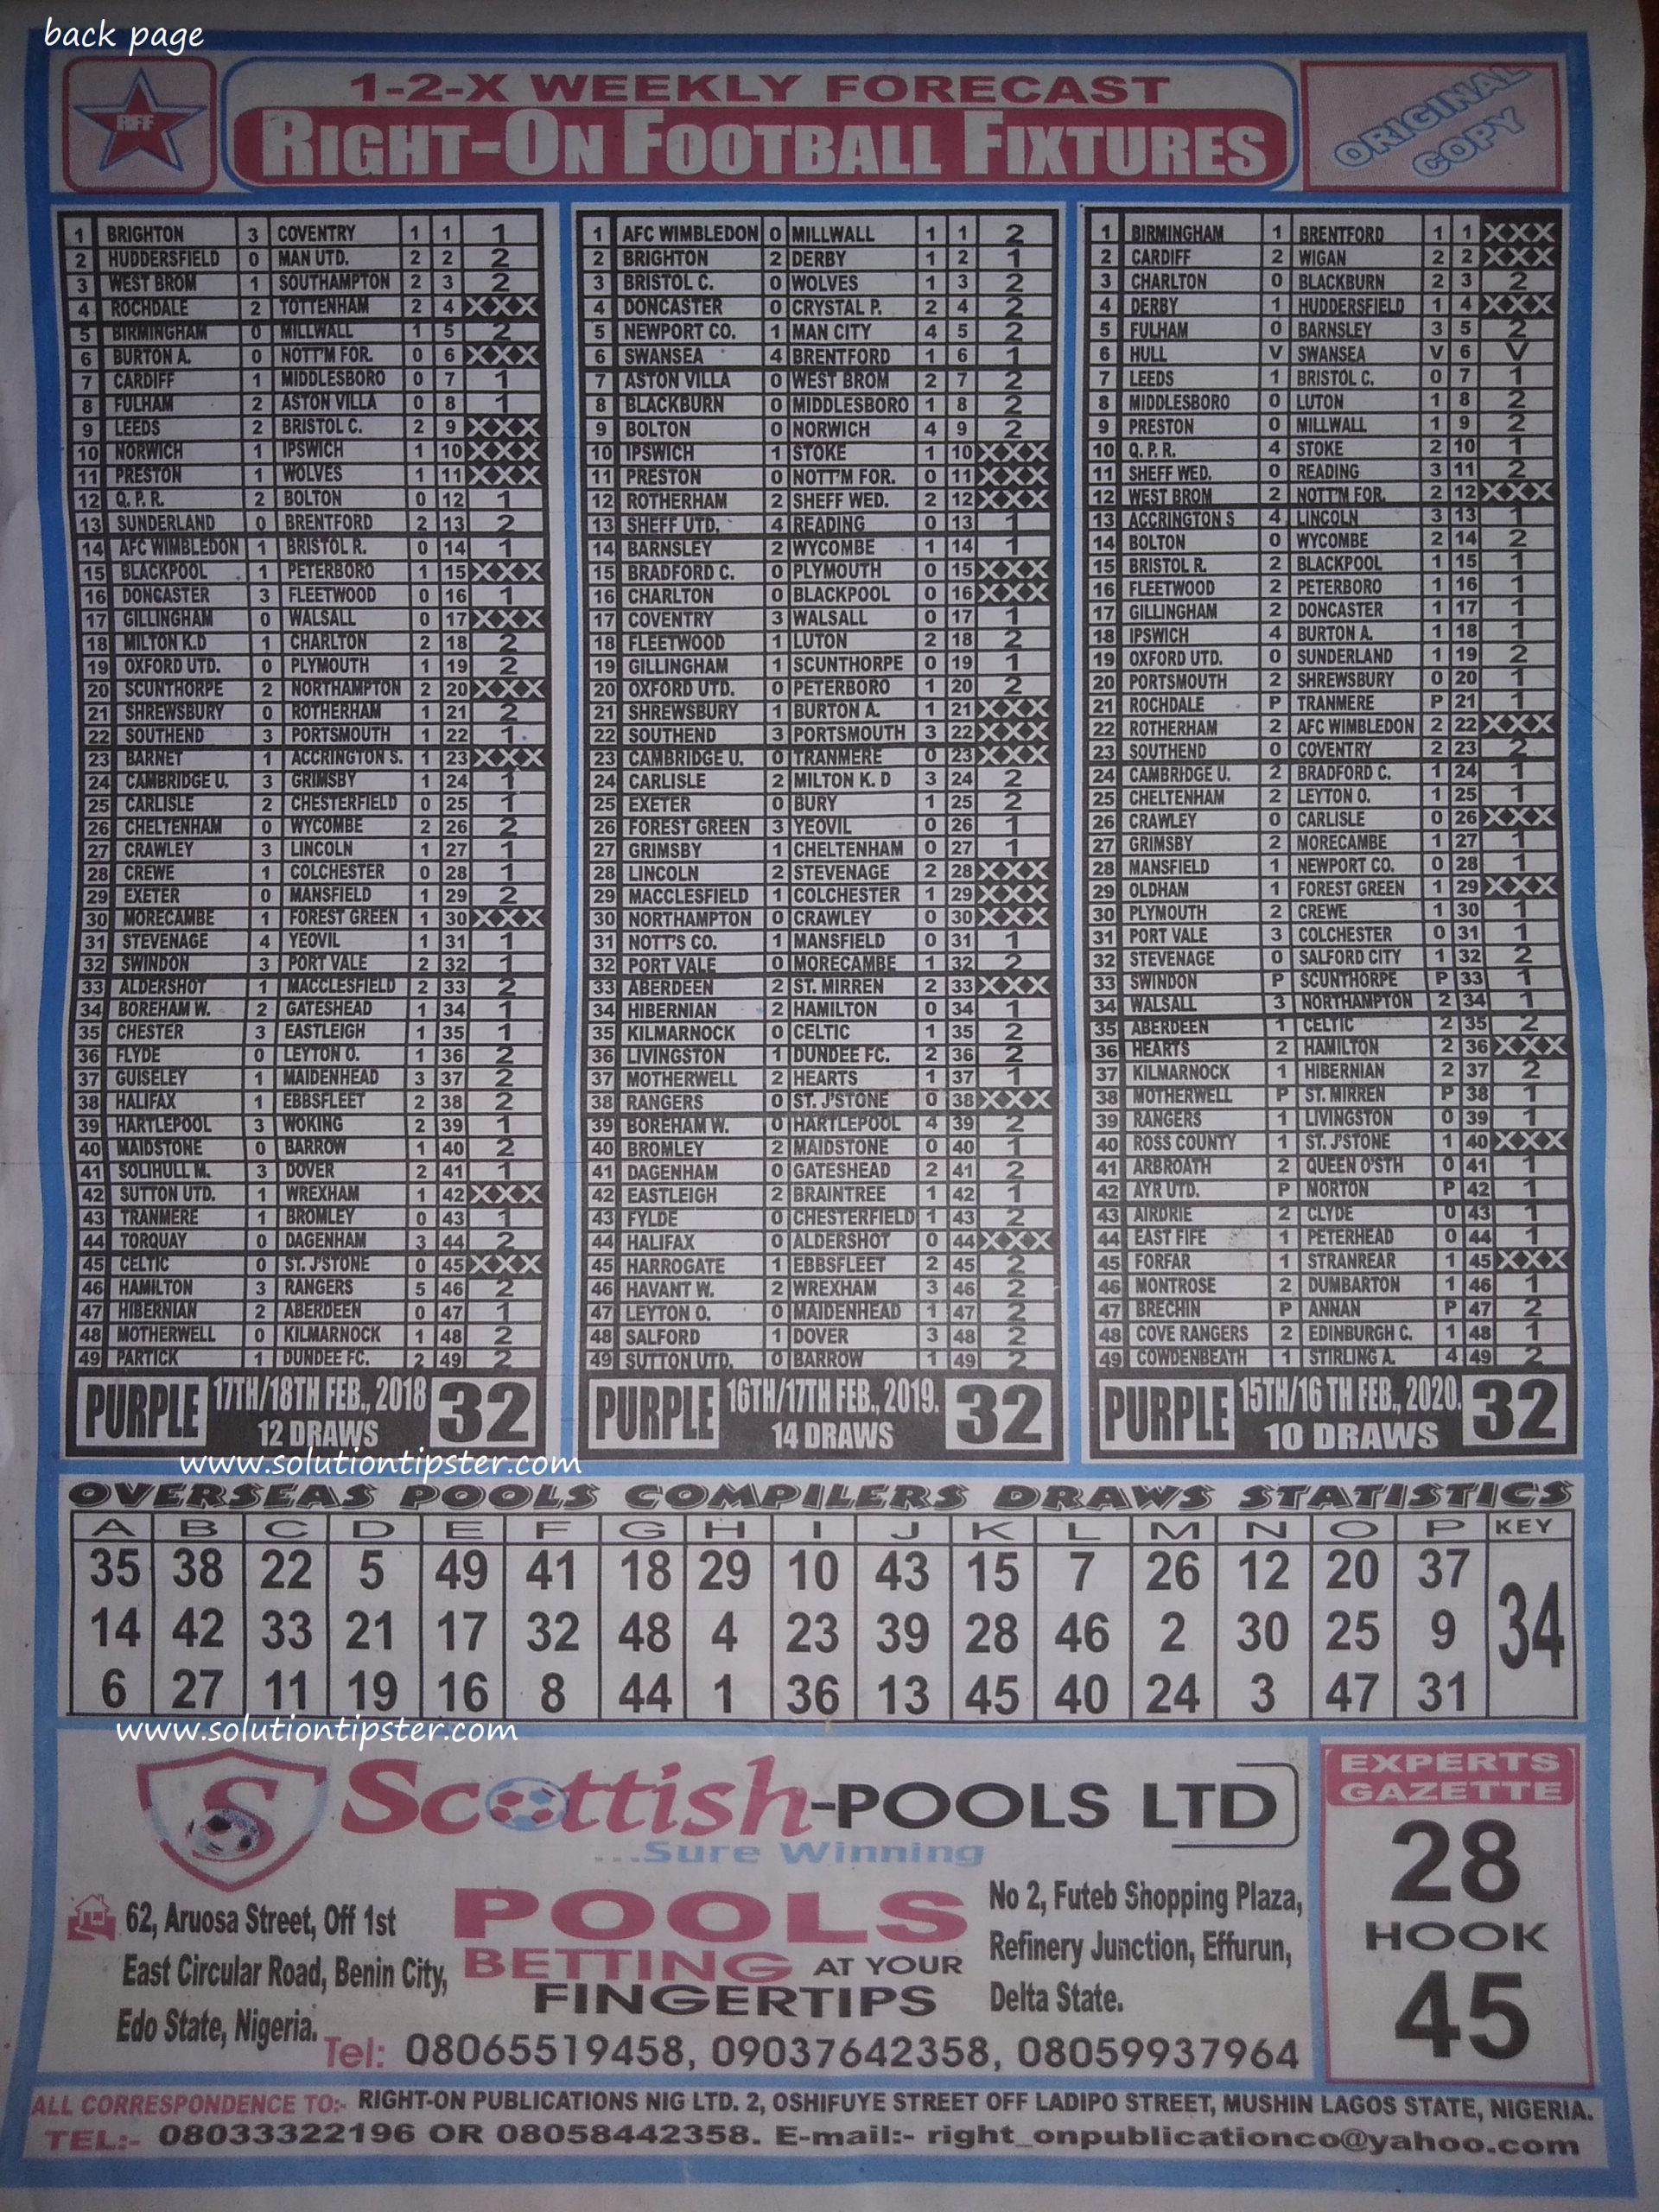 back page
RFF
1-2-X WEEKLY FORECAST
RIGHT-ON FOOTBALL FIXTURES
ORIGINAL COPY
1 BRIGHTON 3 COVENTRY 1 1 1
2 HUDDERSFIELD 0 MAN UTD. 2 2 2
3 WEST BROM 1 SOUTHAMPTON 2 3 2
4 ROCHDALE 2 TOTTENHAM 2 4 XXX
5 BIRMINGHAM 0 MILLWALL 1 5 2
6 BURTON A. 0 NOTT'M FOR. 0 6 XXX
7 CARDIFF 1 MIDDLESBORO 0 7 1
8 FULHAM 2 ASTON VILLA 0 8 1
9 LEEDS 2 BRISTOL C. 2 9 XXX
10 NORWICH 1 IPSWICH 1 10 XXX
11 PRESTON 1 WOLVES 1 11 XXX
12 Q. P. R. 2 BOLTON 0 12 1
13 SUNDERLAND 0 BRENTFORD 2 13 2
14 AFC WIMBLEDON 1 BRISTOL R. 0 14 1
15 BLACKPOOL 1 PETERBORO 1 15 XXX
16 DONCASTER 3 FLEETWOOD 0 16 1
17 GILLINGHAM 0 WALSALL 0 17 XXX
18 MILTON K.D 1 CHARLTON 2 18 2
19 OXFORD UTD. 0 PLYMOUTH 1 19 2
20 SCUNTHORPE 2 NORTHAMPTON 2 20 XXX
21 SHREWSBURY 0 ROTHERHAM 1 21 2
22 SOUTHEND 3 PORTSMOUTH 1 22 1
23 BARNET 1 ACCRINGTON S. 1 23 XXX
24 CAMBRIDGE U. 3 GRIMSBY 1 24 1
25 CARLISLE 2 CHESTERFIELD 0 25 1
26 CHELTENHAM 0 WYCOMBE 2 26 2
27 CRAWLEY 3 LINCOLN 1 27 1
28 CREWE 1 COLCHESTER 0 28 1
29 EXETER 0 MANSFIELD 1 29 2
30 MORECAMBE 1 FOREST GREEN 1 30 XXX
31 STEVENAGE 4 YEOVIL 1 31 1
32 SWINDON 3 PORT VALE 2 32 1
33 ALDERSHOT 1 MACCLESFIELD 2 33 2
34 BOREHAM W. 2 GATESHEAD 1 34 1
35 CHESTER 3 EASTLEIGH 1 35 1
36 FLYDE 0 LEYTON O. 1 36 2
37 GUISELEY 1 MAIDENHEAD 3 37 2
38 HALIFAX 1 EBBSFLEET 2 38 2
39 HARTLEPOOL 3 WOKING 2 39 1
40 MAIDSTONE 0 BARROW 1 40 2
41 SOLIHULL M. 3 DOVER 2 41 1
42 SUTTON UTD. 1 WREXHAM 1 42 XXX
43 TRANMERE 1 BROMLEY 0 43 1
44 TORQUAY 0 DAGENHAM 3 44 2
45 CELTIC 0 ST. J'STONE 0 45 XXX
46 HAMILTON 3 RANGERS 5 46 2
47 HIBERNIAN 2 ABERDEEN 0 47 1
48 MOTHERWELL 0 KILMARNOCK 1 48 2
49 PARTICK 1 DUNDEE FC. 2 49 2
PURPLE 17TH/18TH FEB., 2018 32
12 DRAWS
1 AFC WIMBLEDON 0 MILLWALL 1 1 2
2 BRIGHTON 2 DERBY 1 2 1
3 BRISTOL C. 0 WOLVES 1 3 2
4 DONCASTER 0 CRYSTAL P. 2 4 2
5 NEWPORT CO. 1 MAN CITY 4 5 2
6 SWANSEA 4 BRENTFORD 1 6 1
7 ASTON VILLA 0 WEST BROM 2 7 2
8 BLACKBURN 0 MIDDLESBORO 1 8 2
9 BOLTON 0 NORWICH 4 9 2
10 IPSWICH 1 STOKE 1 10 XXX
11 PRESTON 0 NOTT'M FOR. 0 11 XXX
12 ROTHERHAM 2 SHEFF WED. 2 12 XXX
13 SHEFF UTD. 4 READING 0 13 1
14 BARNSLEY 2 WYCOMBE 1 14 1
15 BRADFORD C. 0 PLYMOUTH 0 15 XXX
16 CHARLTON 0 BLACKPOOL 0 16 XXX
17 COVENTRY 3 WALSALL 0 17 1
18 FLEETWOOD 1 LUTON 2 18 2
19 GILLINGHAM 1 SCUNTHORPE 0 19 1
20 OXFORD UTD. 0 PETERBORO 1 20 2
21 SHREWSBURY 1 BURTON A. 1 21 XXX
22 SOUTHEND 3 PORTSMOUTH 3 22 XXX
23 CAMBRIDGE U. 0 TRANMERE 0 23 XXX
24 CARLISLE 2 MILTON K. D 3 24 2
25 EXETER 0 BURY 1 25 2
26 FOREST GREEN 3 YEOVIL 0 26 1
27 GRIMSBY 1 CHELTENHAM 0 27 1
28 LINCOLN 2 STEVENAGE 2 28 XXX
29 MACCLESFIELD 1 COLCHESTER 1 29 XXX
30 NORTHAMPTON 0 CRAWLEY 0 30 XXX
31 NOTT'S CO. 1 MANSFIELD 0 31 1
32 PORT VALE 0 MORECAMBE 1 32 2
33 ABERDEEN 2 ST. MIRREN 2 33 XXX
34 HIBERNIAN 2 HAMILTON 0 34 1
35 KILMARNOCK 0 CELTIC 1 35 2
36 LIVINGSTON 1 DUNDEE FC. 2 36 2
37 MOTHERWELL 2 HEARTS 1 37 1
38 RANGERS 0 ST. J'STONE 0 38 XXX
39 BOREHAM W. 0 HARTLEPOOL 4 39 2
40 BROMLEY 2 MAIDSTONE 0 40 1
41 DAGENHAM 0 GATESHEAD 2 41 2
42 EASTLEIGH 2 BRAINTREE 1 42 1
43 FYLDE 0 CHESTERFIELD 1 43 2
44 HALIFAX 0 ALDERSHOT 0 44 XXX
45 HARROGATE 1 EBBSFLEET 2 45 2
46 HAVANT W. 2 WREXHAM 3 46 2
47 LEYTON O. 0 MAIDENHEAD 1 47 2
48 SALFORD 1 DOVER 3 48 2
49 SUTTON UTD. 0 BARROW 1 49 2
PURPLE 16TH/17TH FEB., 2019. 32
14 DRAWS
1 BIRMINGHAM 1 BRENTFORD 1 1 XXX
2 CARDIFF 2 WIGAN 2 2 XXX
3 CHARLTON 0 BLACKBURN 2 3 2
4 DERBY 1 HUDDERSFIELD 1 4 XXX
5 FULHAM 0 BARNSLEY 3 5 2
6 HULL V SWANSEA V 6 V
7 LEEDS 1 BRISTOL C. 0 7 1
8 MIDDLESBORO 0 LUTON 1 8 2
9 PRESTON 0 MILLWALL 1 9 2
10 Q. P. R. 4 STOKE 2 10 1
11 SHEFF WED. 0 READING 3 11 2
12 WEST BROM 2 NOTT'M FOR. 2 12 XXX
13 ACCRINGTON S 4 LINCOLN 3 13 1
14 BOLTON 0 WYCOMBE 2 14 2
15 BRISTOL R. 2 BLACKPOOL 1 15 1
16 FLEETWOOD 2 PETERBORO 1 16 1
17 GILLINGHAM 2 DONCASTER 1 17 1
18 IPSWICH 4 BURTON A. 1 18 1
19 OXFORD UTD. 0 SUNDERLAND 1 19 2
20 PORTSMOUTH 2 SHREWSBURY 0 20 1
21 ROCHDALE P TRANMERE P 21 1
22 ROTHERHAM 2 AFC WIMBLEDON 2 22 XXX
23 SOUTHEND 0 COVENTRY 2 23 2
24 CAMBRIDGE U. 2 BRADFORD C. 1 24 1
25 CHELTENHAM 2 LEYTON O. 1 25 1
26 CRAWLEY 0 CARLISLE 0 26 XXX
27 GRIMSBY 2 MORECAMBE 1 27 1
28 MANSFIELD 1 NEWPORT CO. 0 28 1
29 OLDHAM 1 FOREST GREEN 1 29 XXX
30 PLYMOUTH 2 CREWE 1 30 1
31 PORT VALE 3 COLCHESTER 0 31 1
32 STEVENAGE 0 SALFORD CITY 1 32 2
33 SWINDON P SCUNTHORPE P 33 1
34 WALSALL 3 NORTHAMPTON 2 34 1
35 ABERDEEN 1 CELTIC 2 35 2
36 HEARTS 2 HAMILTON 2 36 XXX
37 KILMARNOCK 1 HIBERNIAN 2 37 2
38 MOTHERWELL P ST. MIRREN P 38 1
39 RANGERS 1 LIVINGSTON 0 39 1
40 ROSS COUNTY 1 ST. J'STONE 1 40 XXX
41 ARBROATH 2 QUEEN O'STH 0 41 1
42 AYR UTD. P MORTON P 42 1
43 AIRDRIE 2 CLYDE 0 43 1
44 EAST FIFE 1 PETERHEAD 0 44 1
45 FORFAR 1 STRANREAR 1 45 XXX
46 MONTROSE 2 DUMBARTON 1 46 1
47 BRECHIN P ANNAN P 47 2
48 COVE RANGERS 2 EDINBURGH C. 1 48 1
49 COWDENBEATH 1 STIRLING A. 4 49 2
PURPLE 15TH/16 TH FEB., 2020. 32
10 DRAWS
www.solutiontipster.com
OVERSEAS POOLS COMPILERS DRAWS STATISTICS
A B C D E F G H I J K L M N O P KEY
35 38 22 5 49 41 18 29 10 43 15 7 26 12 20 37
14 42 33 21 17 32 48 4 23 39 28 46 2 30 25 9 34
6 27 11 19 16 8 44 1 36 13 45 40 24 3 47 31
www.solutiontipster.com
S Scottish-POOLS LTD
...Sure Winning
62, Aruosa Street, Off 1st
East Circular Road, Benin City,
Edo State, Nigeria.
POOLS
BETTING AT YOUR
FINGERTIPS
No 2, Futeb Shopping Plaza,
Refinery Junction, Effurun,
Delta State.
Tel: 08065519458, 09037642358, 08059937964
EXPERTS
GAZETTE
28
HOOK
45
ALL CORRESPONDENCE TO:- RIGHT-ON PUBLICATIONS NIG LTD. 2, OSHIFUYE STREET OFF LADIPO STREET, MUSHIN LAGOS STATE, NIGERIA.
TEL:- 08033322196 OR 08058442358. E-mail:- right_onpublicationco@yahoo.com